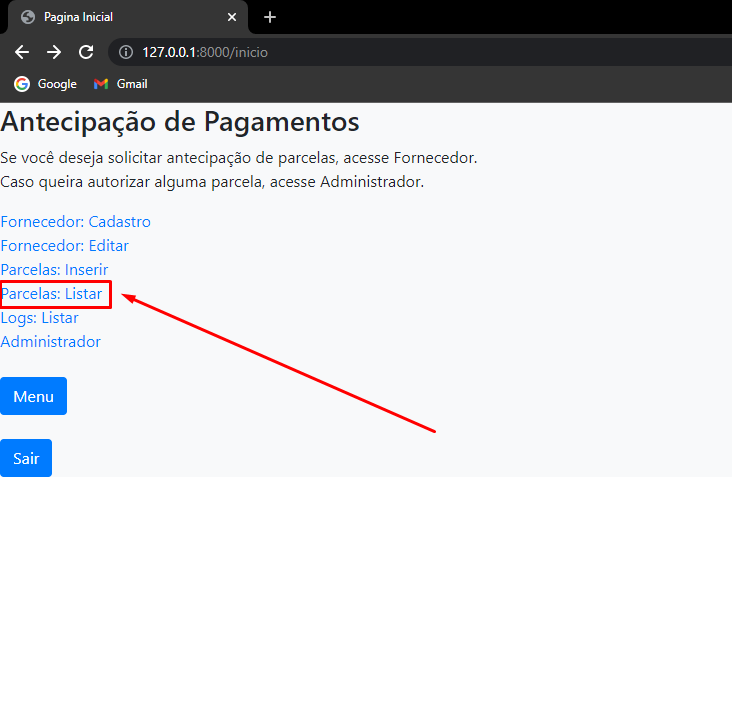 Pagina Inicial
127.0.0.1:8000/inicio
Google Gmail
Antecipação de Pagamentos
Se você deseja solicitar antecipação de parcelas, acesse Fornecedor.
Caso queira autorizar alguma parcela, acesse Administrador.
Fornecedor: Cadastro
Fornecedor: Editar
Parcelas: Inserir
Parcelas: Listar
Logs: Listar
Administrador
Menu
Sair